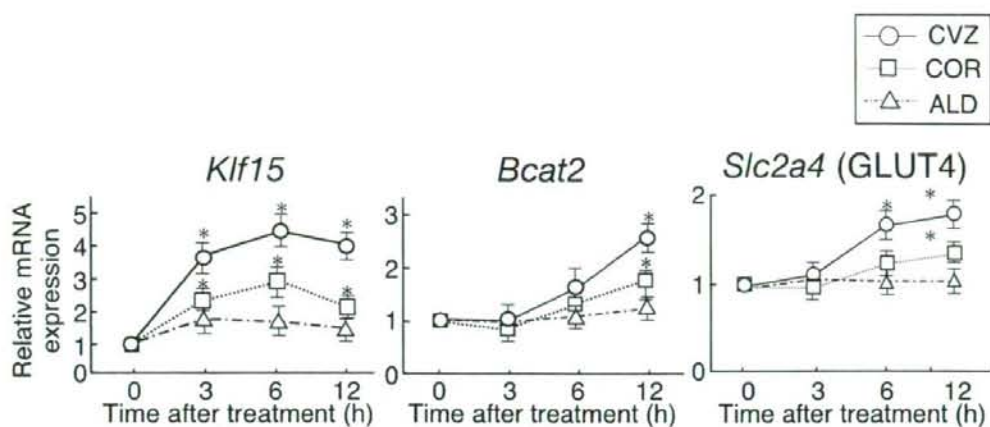 CVZ
COR
ALD
Klf15
Bcat2
Slc2a4 (GLUT4)
Relative mRNA
expression
5
4
3
2
1
0
3
2
1
0
2
1
0
* * *
* * *
* *
* * *
0 3 6 12
0 3 6 12
0 3 6 12
Time after treatment (h)
Time after treatment (h)
Time after treatment (h)